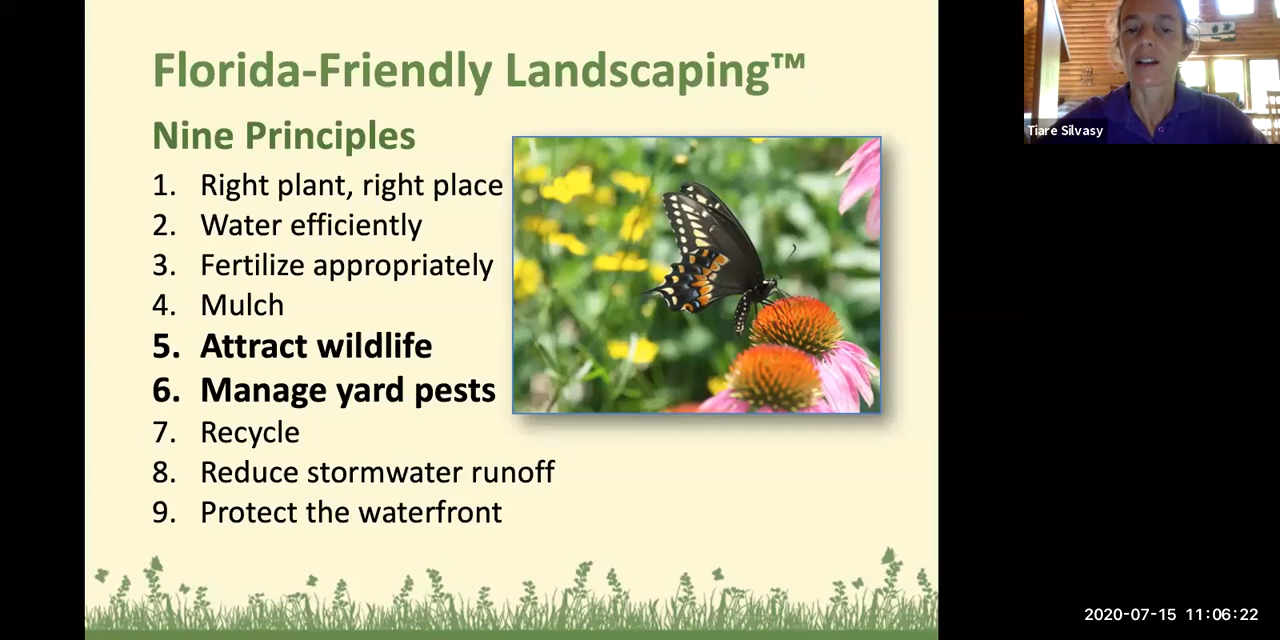 Florida-Friendly Landscaping™
Nine Principles
1. Right plant, right place
2. Water efficiently
3. Fertilize appropriately
4. Mulch
5. Attract wildlife
6. Manage yard pests
7. Recycle
8. Reduce stormwater runoff
9. Protect the waterfront
Tiare Silvasy
2020-07-15 11:06:22